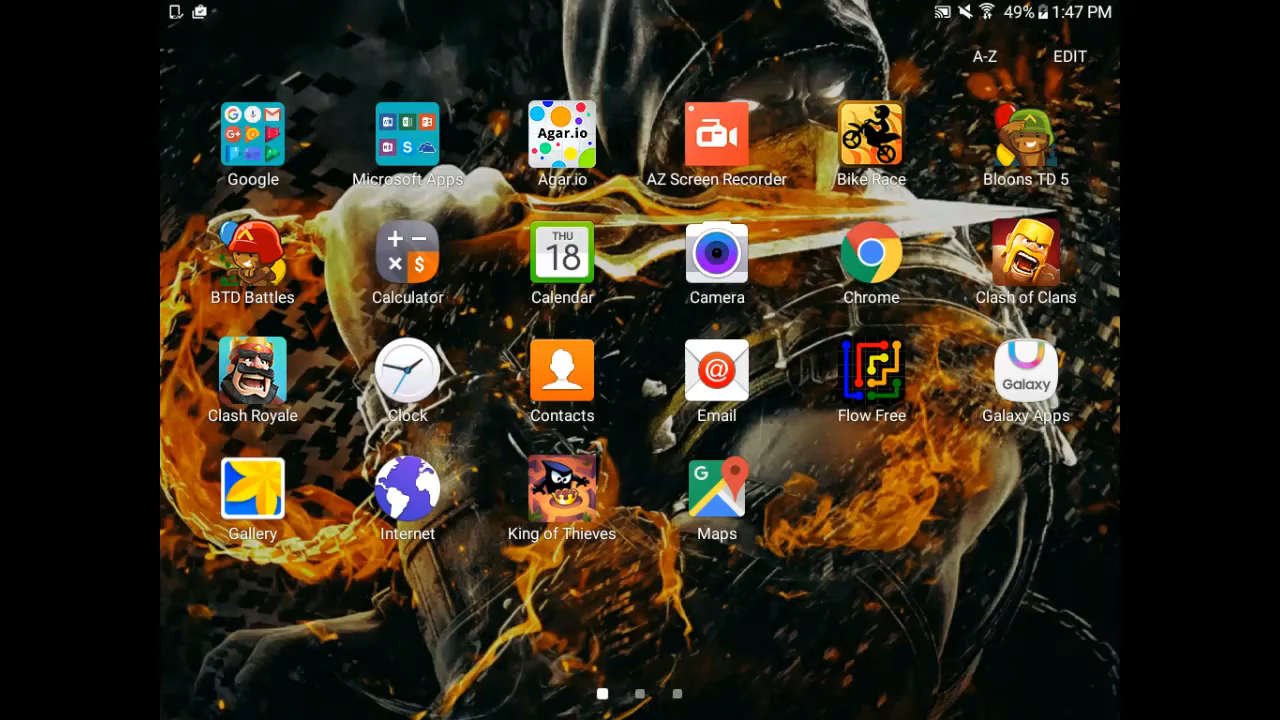 49% 1:47 PM
A-Z EDIT
Agar.io
Google Microsoft Apps Agar.io AZ Screen Recorder Bike Race Bloons TD 5
THU
18
BTD Battles Calculator Calendar Camera Chrome Clash of Clans
Galaxy
Clash Royale Clock Contacts Email Flow Free Galaxy Apps
G
Gallery Internet King of Thieves Maps